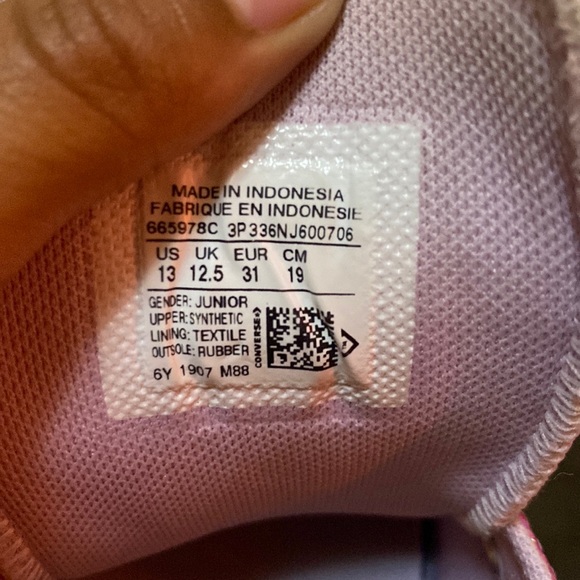 MADE IN INDONESIA
FABRIQUE EN INDONESIE
665978C 3P336NJ600706
US UK EUR CM
13 12.5 31 19
GENDER: JUNIOR
UPPER: SYNTHETIC
LINING: TEXTILE
OUTSOLE: RUBBER
CONVERSE
6Y 1907 M88